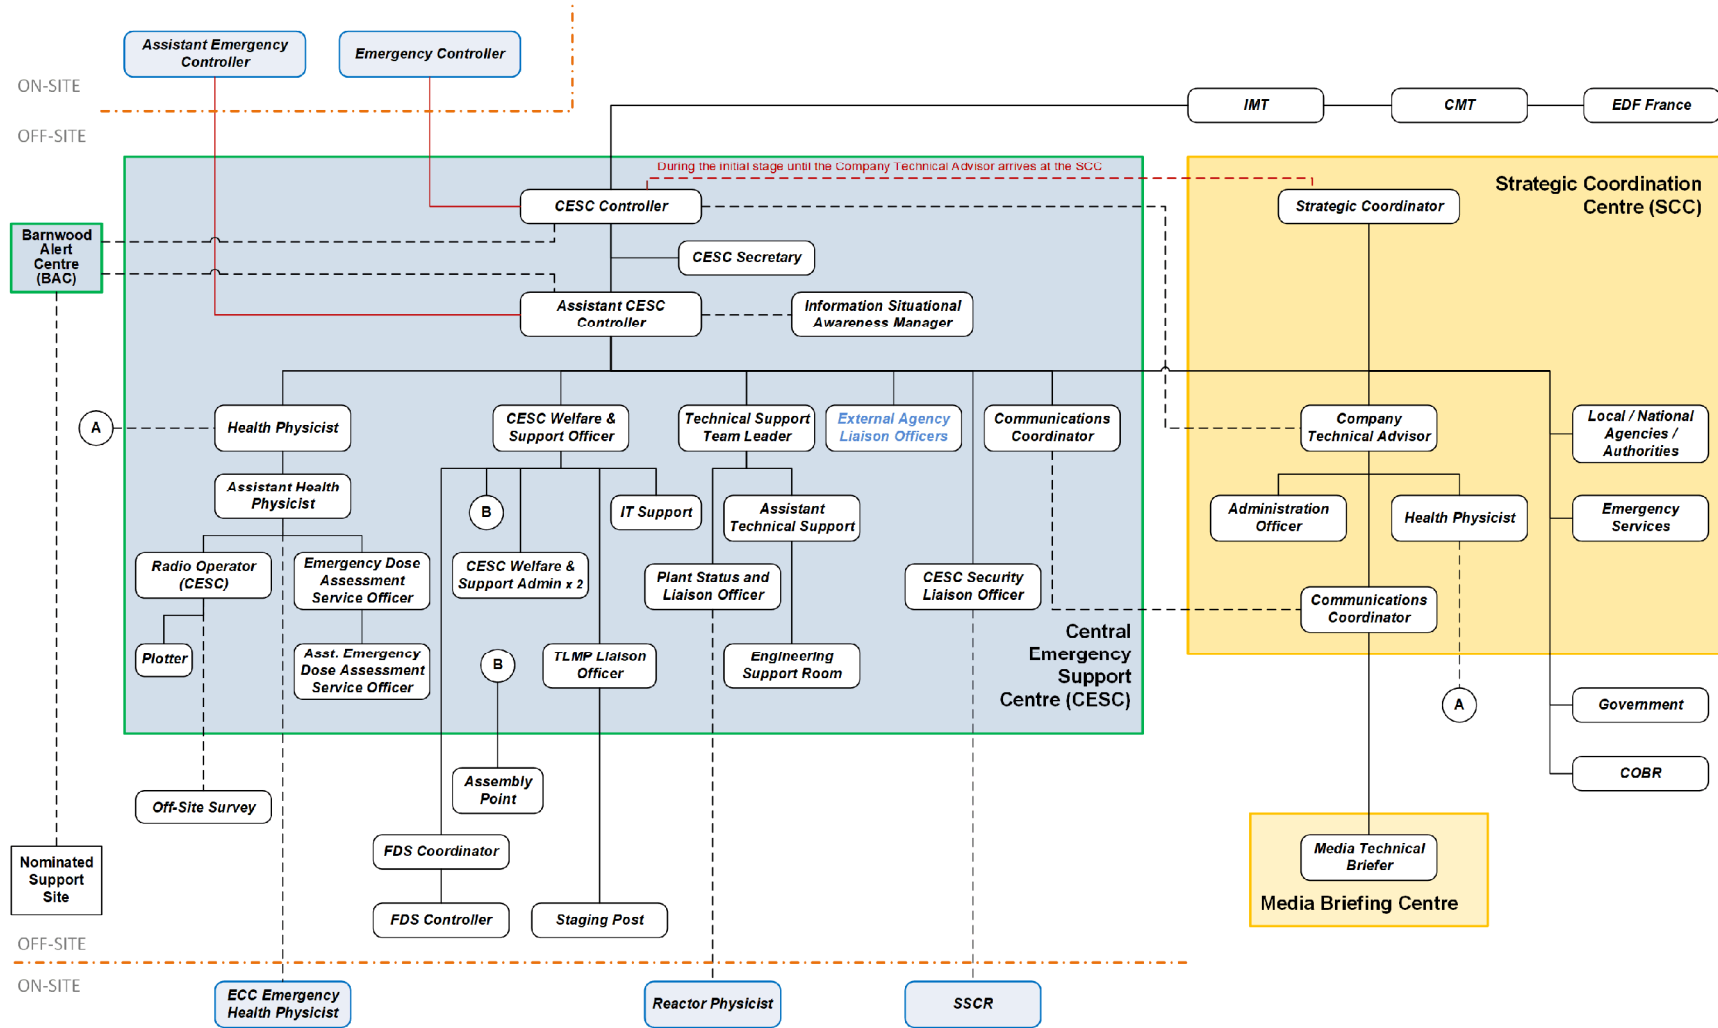 Assistant Emergency
Controller
Emergency Controller
ON-SITE
OFF-SITE
IMT
CMT
EDF France
During the initial stage until the Company Technical Advisor arrives at the SCC
Strategic Coordination
Centre (SCC)
CESC Controller
Strategic Coordinator
Barnwood
Alert
Centre
(BAC)
CESC Secretary
Assistant CESC
Controller
Information Situational
Awareness Manager
A
Health Physicist
CESC Welfare &
Support Officer
Technical Support
Team Leader
External Agency
Liaison Officers
Communications
Coordinator
Company
Technical Advisor
Local / National
Agencies /
Authorities
Assistant Health
Physicist
B
IT Support
Assistant
Technical Support
Administration
Officer
Health Physicist
Emergency
Services
Radio Operator
(CESC)
Emergency Dose
Assessment
Service Officer
CESC Welfare &
Support Admin x 2
Plant Status and
Liaison Officer
CESC Security
Liaison Officer
Communications
Coordinator
Plotter
Asst. Emergency
Dose Assessment
Service Officer
B
TLMP Liaison
Officer
Engineering
Support Room
Central
Emergency
Support
Centre (CESC)
A
Government
Off-Site Survey
Assembly
Point
COBR
Nominated
Support
Site
FDS Coordinator
Media Technical
Briefer
Media Briefing Centre
FDS Controller
Staging Post
OFF-SITE
ON-SITE
ECC Emergency
Health Physicist
Reactor Physicist
SSCR